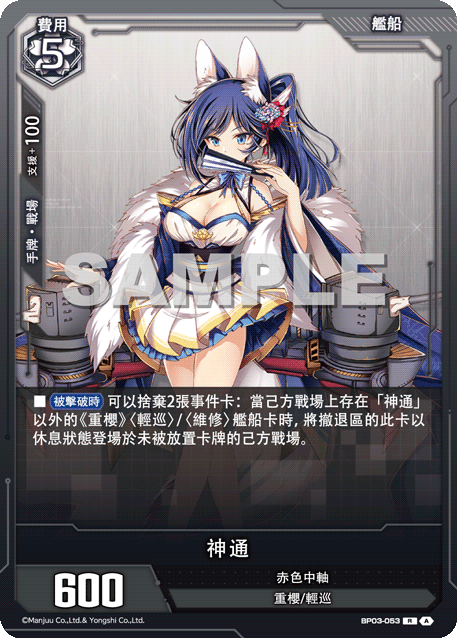 費用
5
艦船
支援+100
手牌・戰場
SAMPLE
■ 被擊破時 可以捨棄2張事件卡：當己方戰場上存在「神通」
以外的《重櫻》〈輕巡〉/〈維修〉艦船卡時，將撤退區的此卡以
休息狀態登場於未被放置卡牌的己方戰場。
神通
600
赤色中軸
重櫻/輕巡
©Manjuu Co.,Ltd.& Yongshi Co.,Ltd.
BP03-053 R A